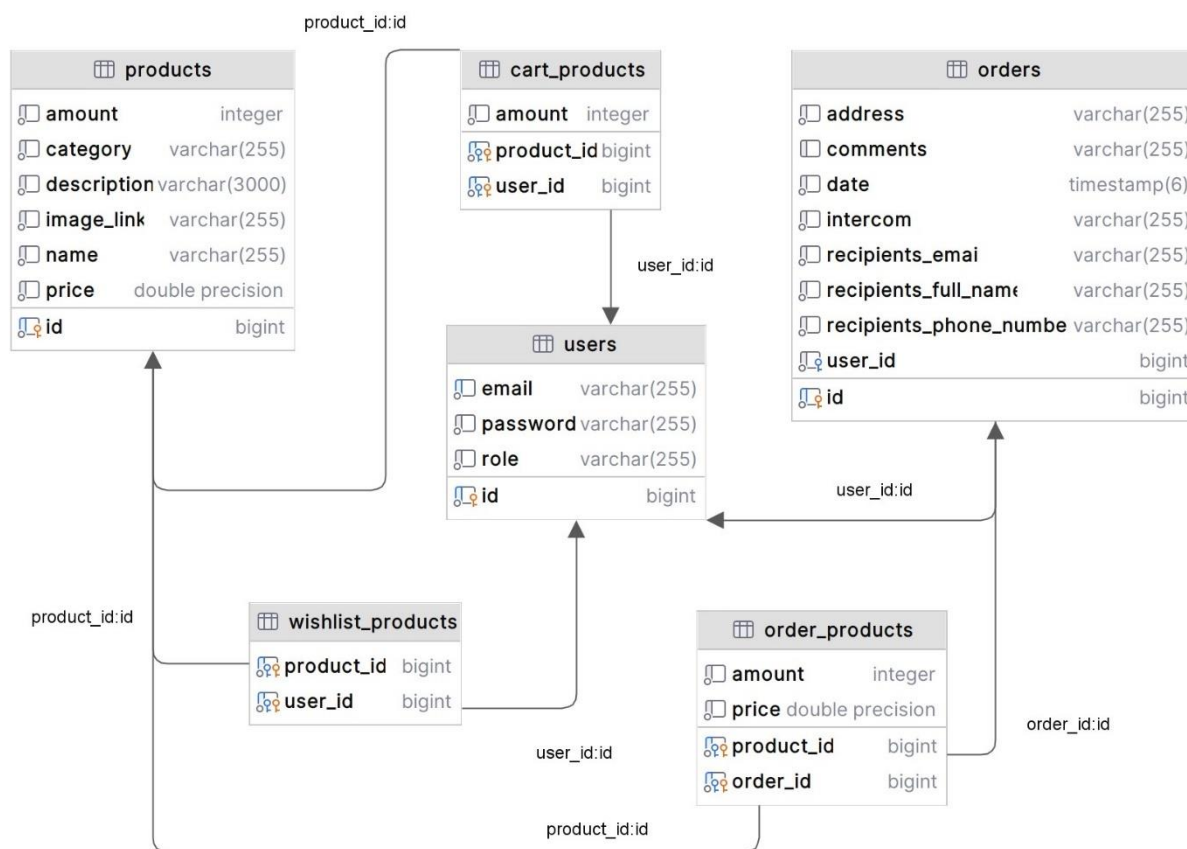 product_id:id
products
amount integer
category varchar(255)
description varchar(3000)
image_link varchar(255)
name varchar(255)
price double precision
id bigint
cart_products
amount integer
product_id bigint
user_id bigint
orders
address varchar(255)
comments varchar(255)
date timestamp(6)
intercom varchar(255)
recipients_emai varchar(255)
recipients_full_name varchar(255)
recipients_phone_numbe varchar(255)
user_id bigint
id bigint
user_id:id
users
email varchar(255)
password varchar(255)
role varchar(255)
id bigint
user_id:id
product_id:id
wishlist_products
product_id bigint
user_id bigint
user_id:id
order_products
amount integer
price double precision
product_id bigint
order_id bigint
order_id:id
product_id:id